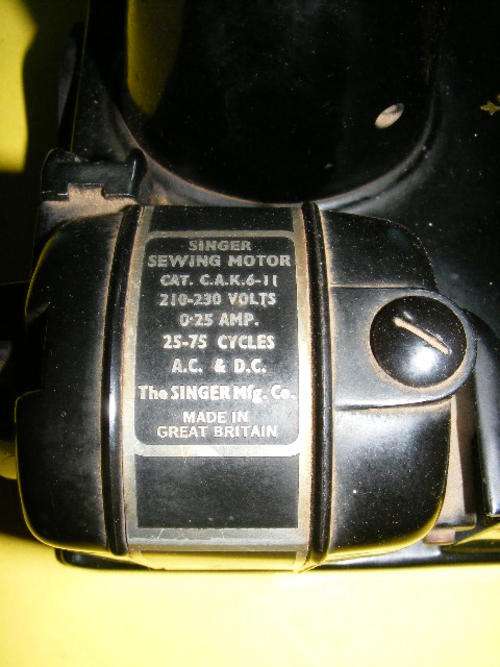 SINGER
SEWING MOTOR
CAT. C.A.K.6-11
210-230 VOLTS
0·25 AMP.
25-75 CYCLES
A.C. & D.C.
The SINGER Mfg. Co.
MADE IN
GREAT BRITAIN